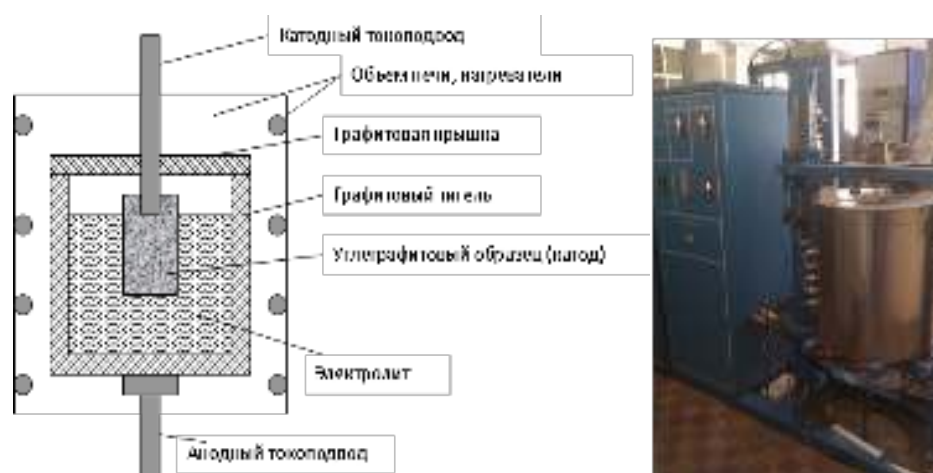 Катодный токоподвод
Объем печи, нагреватели
Графитовая крышка
Графитовый тигель
Углеграфитовый образец (катод)
Электролит
Анодный токоподвод